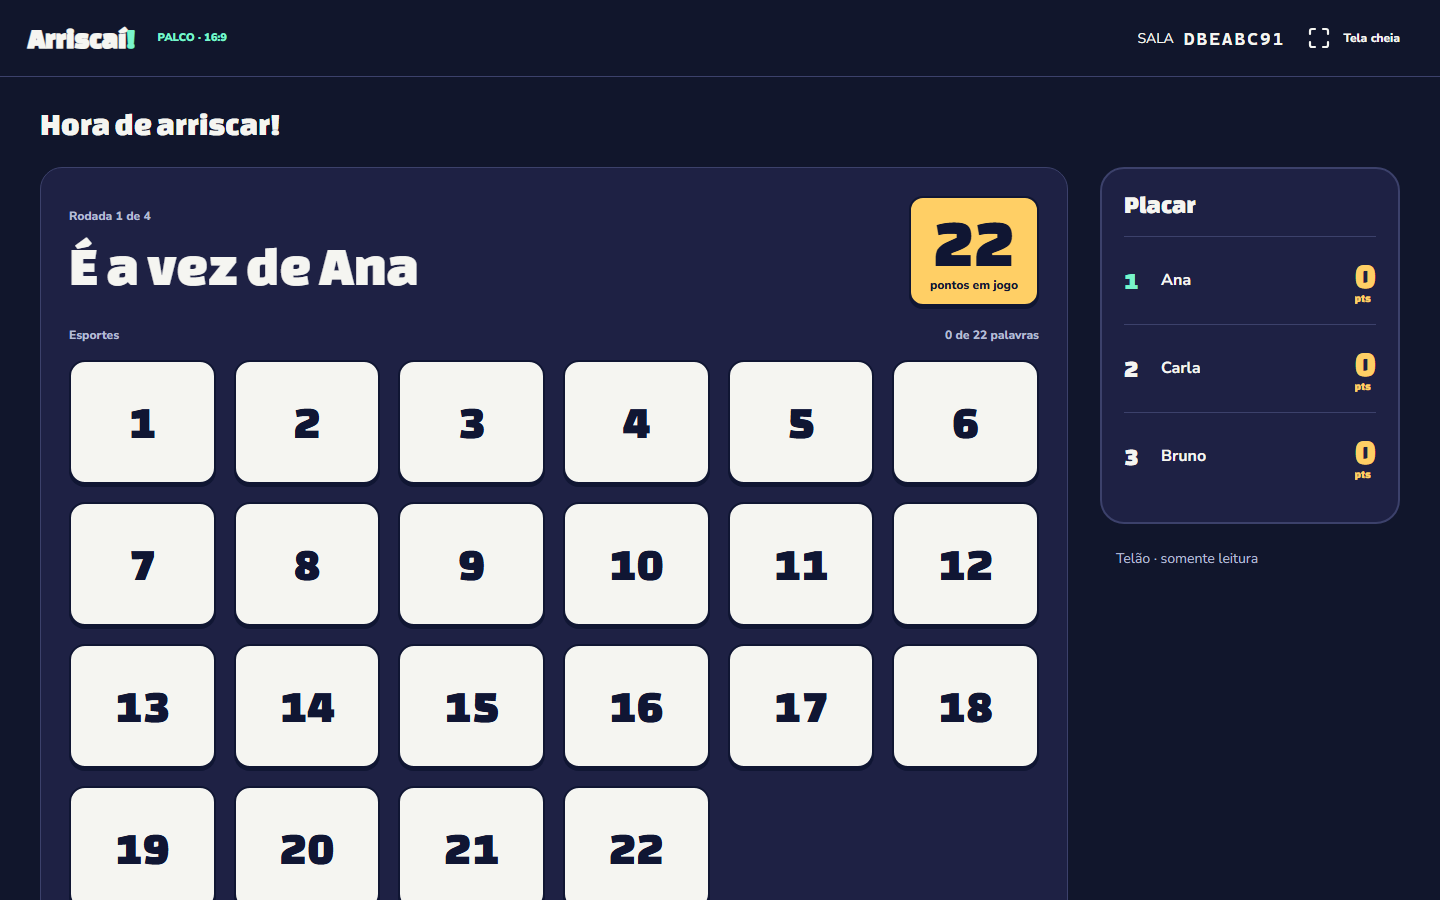 Arriscaí!
PALCO · 16:9
SALA DBEABC91
Tela cheia
Hora de arriscar!
Rodada 1 de 4
É a vez de Ana
22
pontos em jogo
Esportes
0 de 22 palavras
1 2 3 4 5 6
7 8 9 10 11 12
13 14 15 16 17 18
19 20 21 22
Placar
1 Ana 0 pts
2 Carla 0 pts
3 Bruno 0 pts
Telão · somente leitura